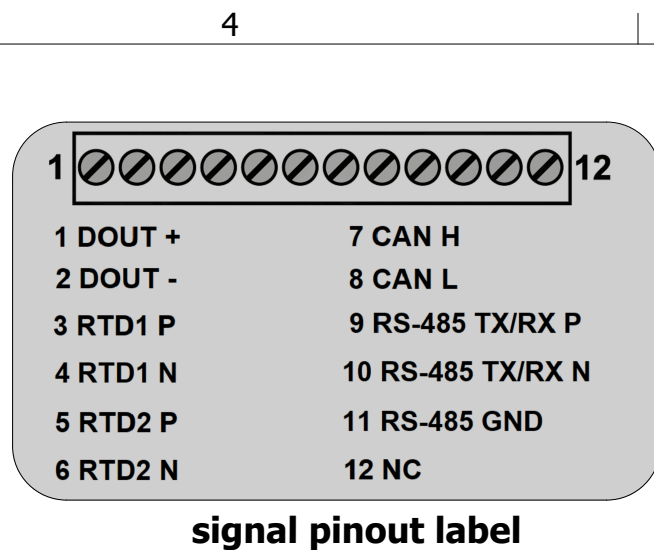 4
1 12
1 DOUT +
2 DOUT -
3 RTD1 P
4 RTD1 N
5 RTD2 P
6 RTD2 N
7 CAN H
8 CAN L
9 RS-485 TX/RX P
10 RS-485 TX/RX N
11 RS-485 GND
12 NC
signal pinout label